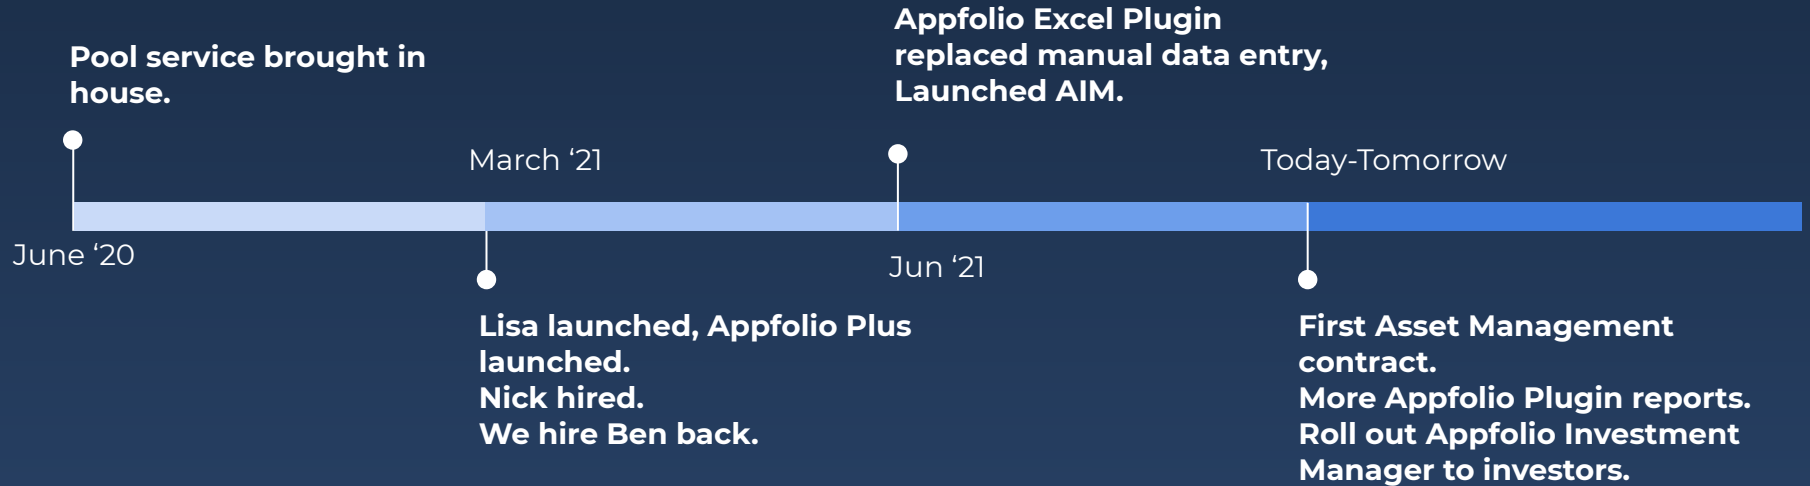 Pool service brought in
house.
June ‘20
March ‘21
Lisa launched, Appfolio Plus
launched.
Nick hired.
We hire Ben back.
Appfolio Excel Plugin
replaced manual data entry,
Launched AIM.
Jun ‘21
Today-Tomorrow
First Asset Management
contract.
More Appfolio Plugin reports.
Roll out Appfolio Investment
Manager to investors.